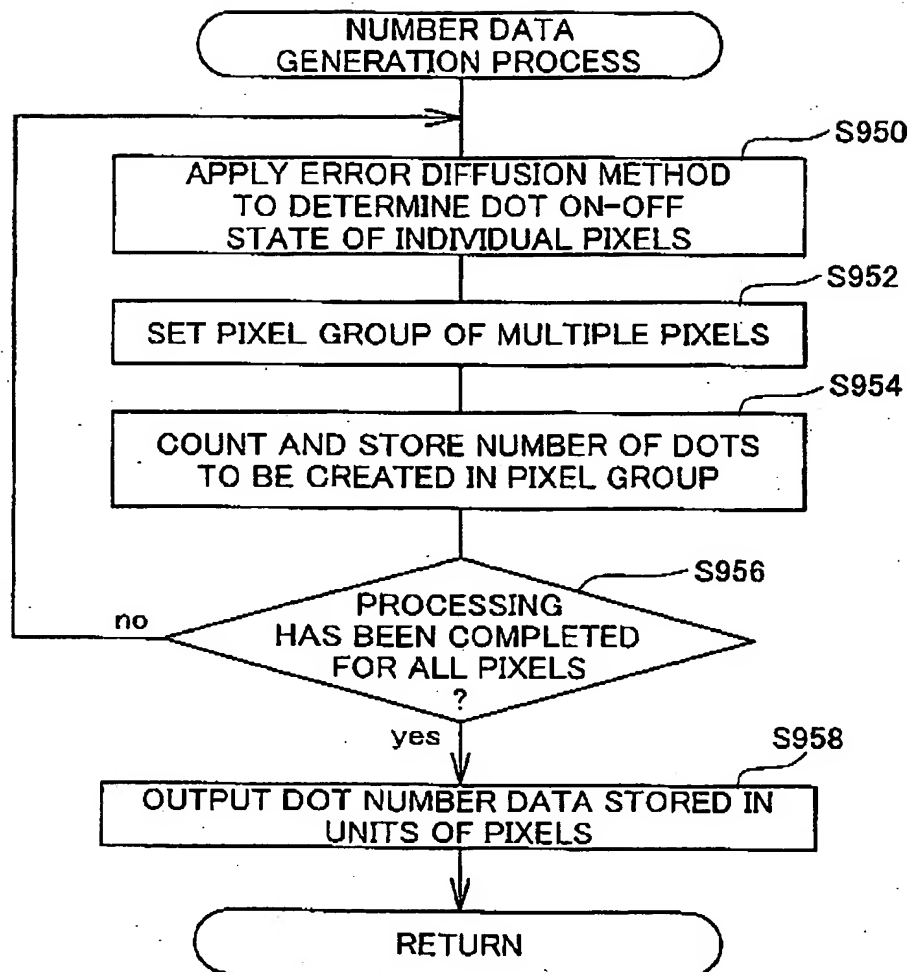 NUMBER DATA
GENERATION PROCESS
S950
APPLY ERROR DIFFUSION METHOD
TO DETERMINE DOT ON-OFF
STATE OF INDIVIDUAL PIXELS
S952
SET PIXEL GROUP OF MULTIPLE PIXELS
S954
COUNT AND STORE NUMBER OF DOTS
TO BE CREATED IN PIXEL GROUP
S956
PROCESSING
HAS BEEN COMPLETED
FOR ALL PIXELS
?
no
yes
S958
OUTPUT DOT NUMBER DATA STORED IN
UNITS OF PIXELS
RETURN